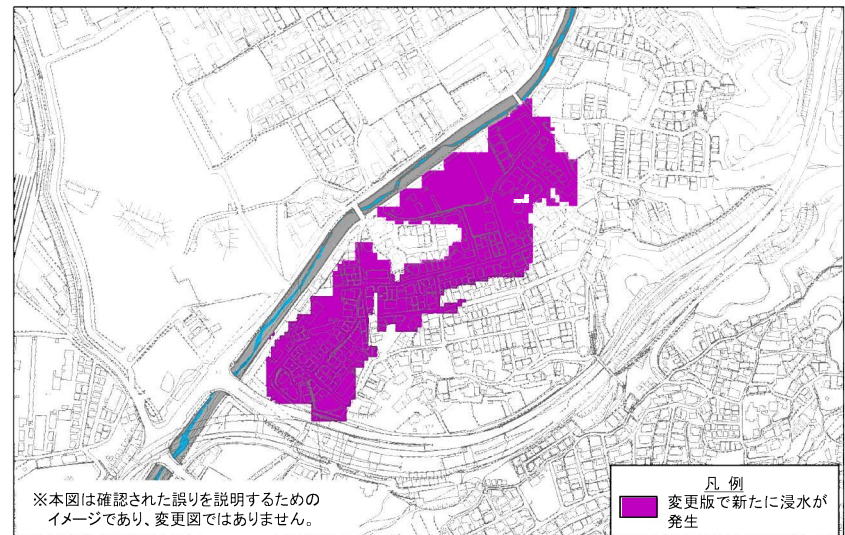 ※本図は確認された誤りを説明するための
イメージであり、変更図ではありません。
凡 例
変更版で新たに浸水が
発生